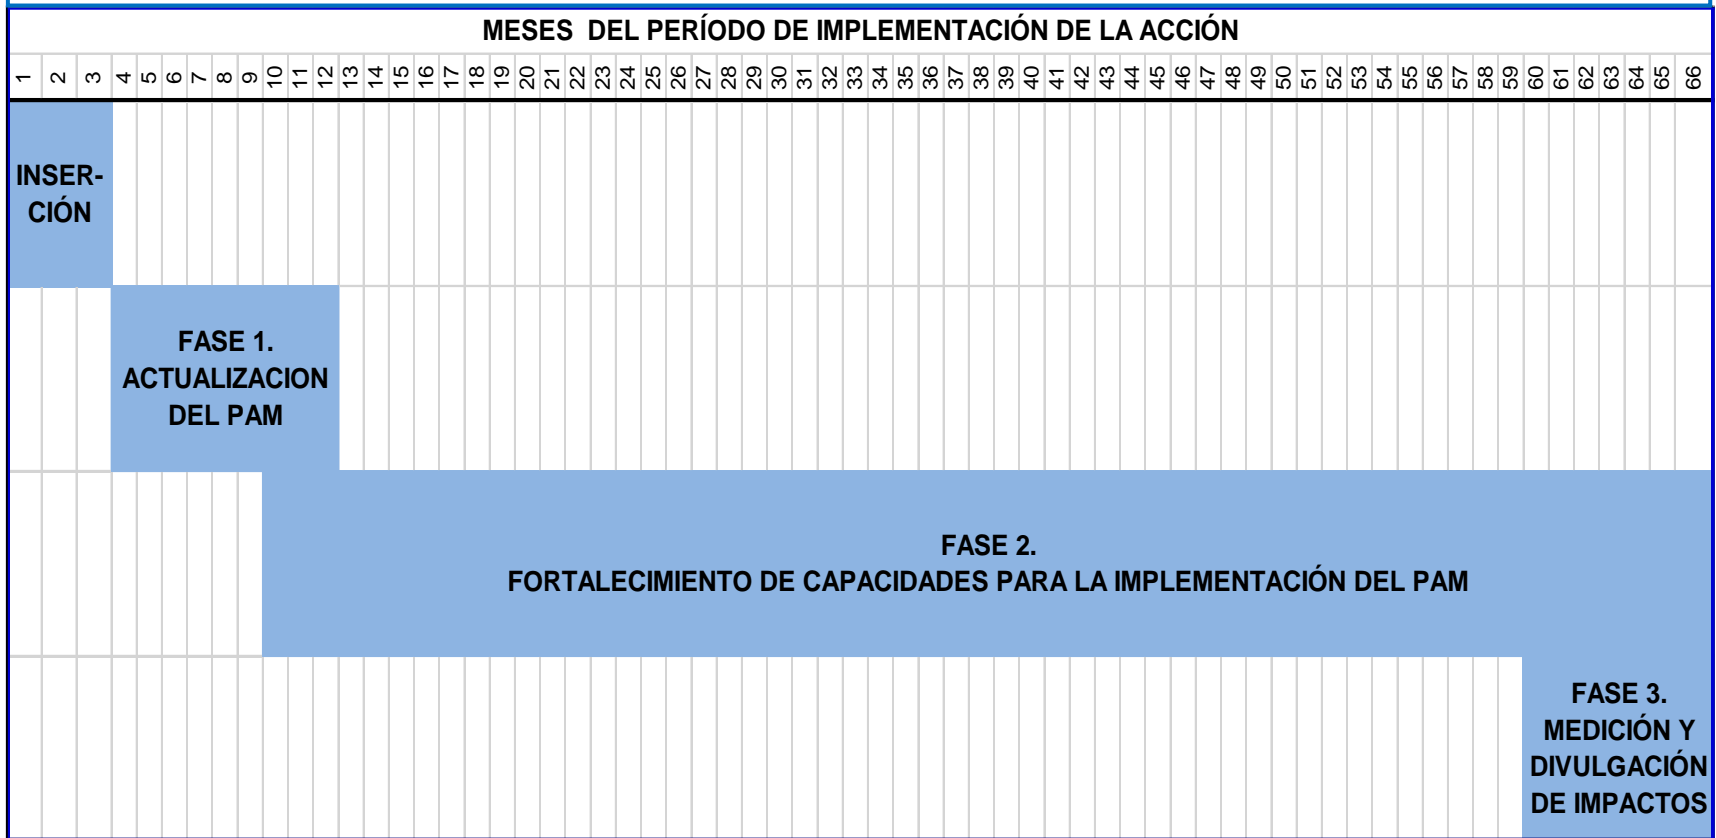 MESES  DEL PERÍODO DE IMPLEMENTACIÓN DE LA ACCIÓN
1 2 3 4 5 6 7 8 9 10 11 12 13 14 15 16 17 18 19 20 21 22 23 24 25 26 27 28 29 30 31 32 33 34 35 36 37 38 39 40 41 42 43 44 45 46 47 48 49 50 51 52 53 54 55 56 57 58 59 60 61 62 63 64 65 66
INSER-
CIÓN
FASE 1.
ACTUALIZACION
DEL PAM
FASE 2.
FORTALECIMIENTO DE CAPACIDADES PARA LA IMPLEMENTACIÓN DEL PAM
FASE 3.
MEDICIÓN Y
DIVULGACIÓN
DE IMPACTOS